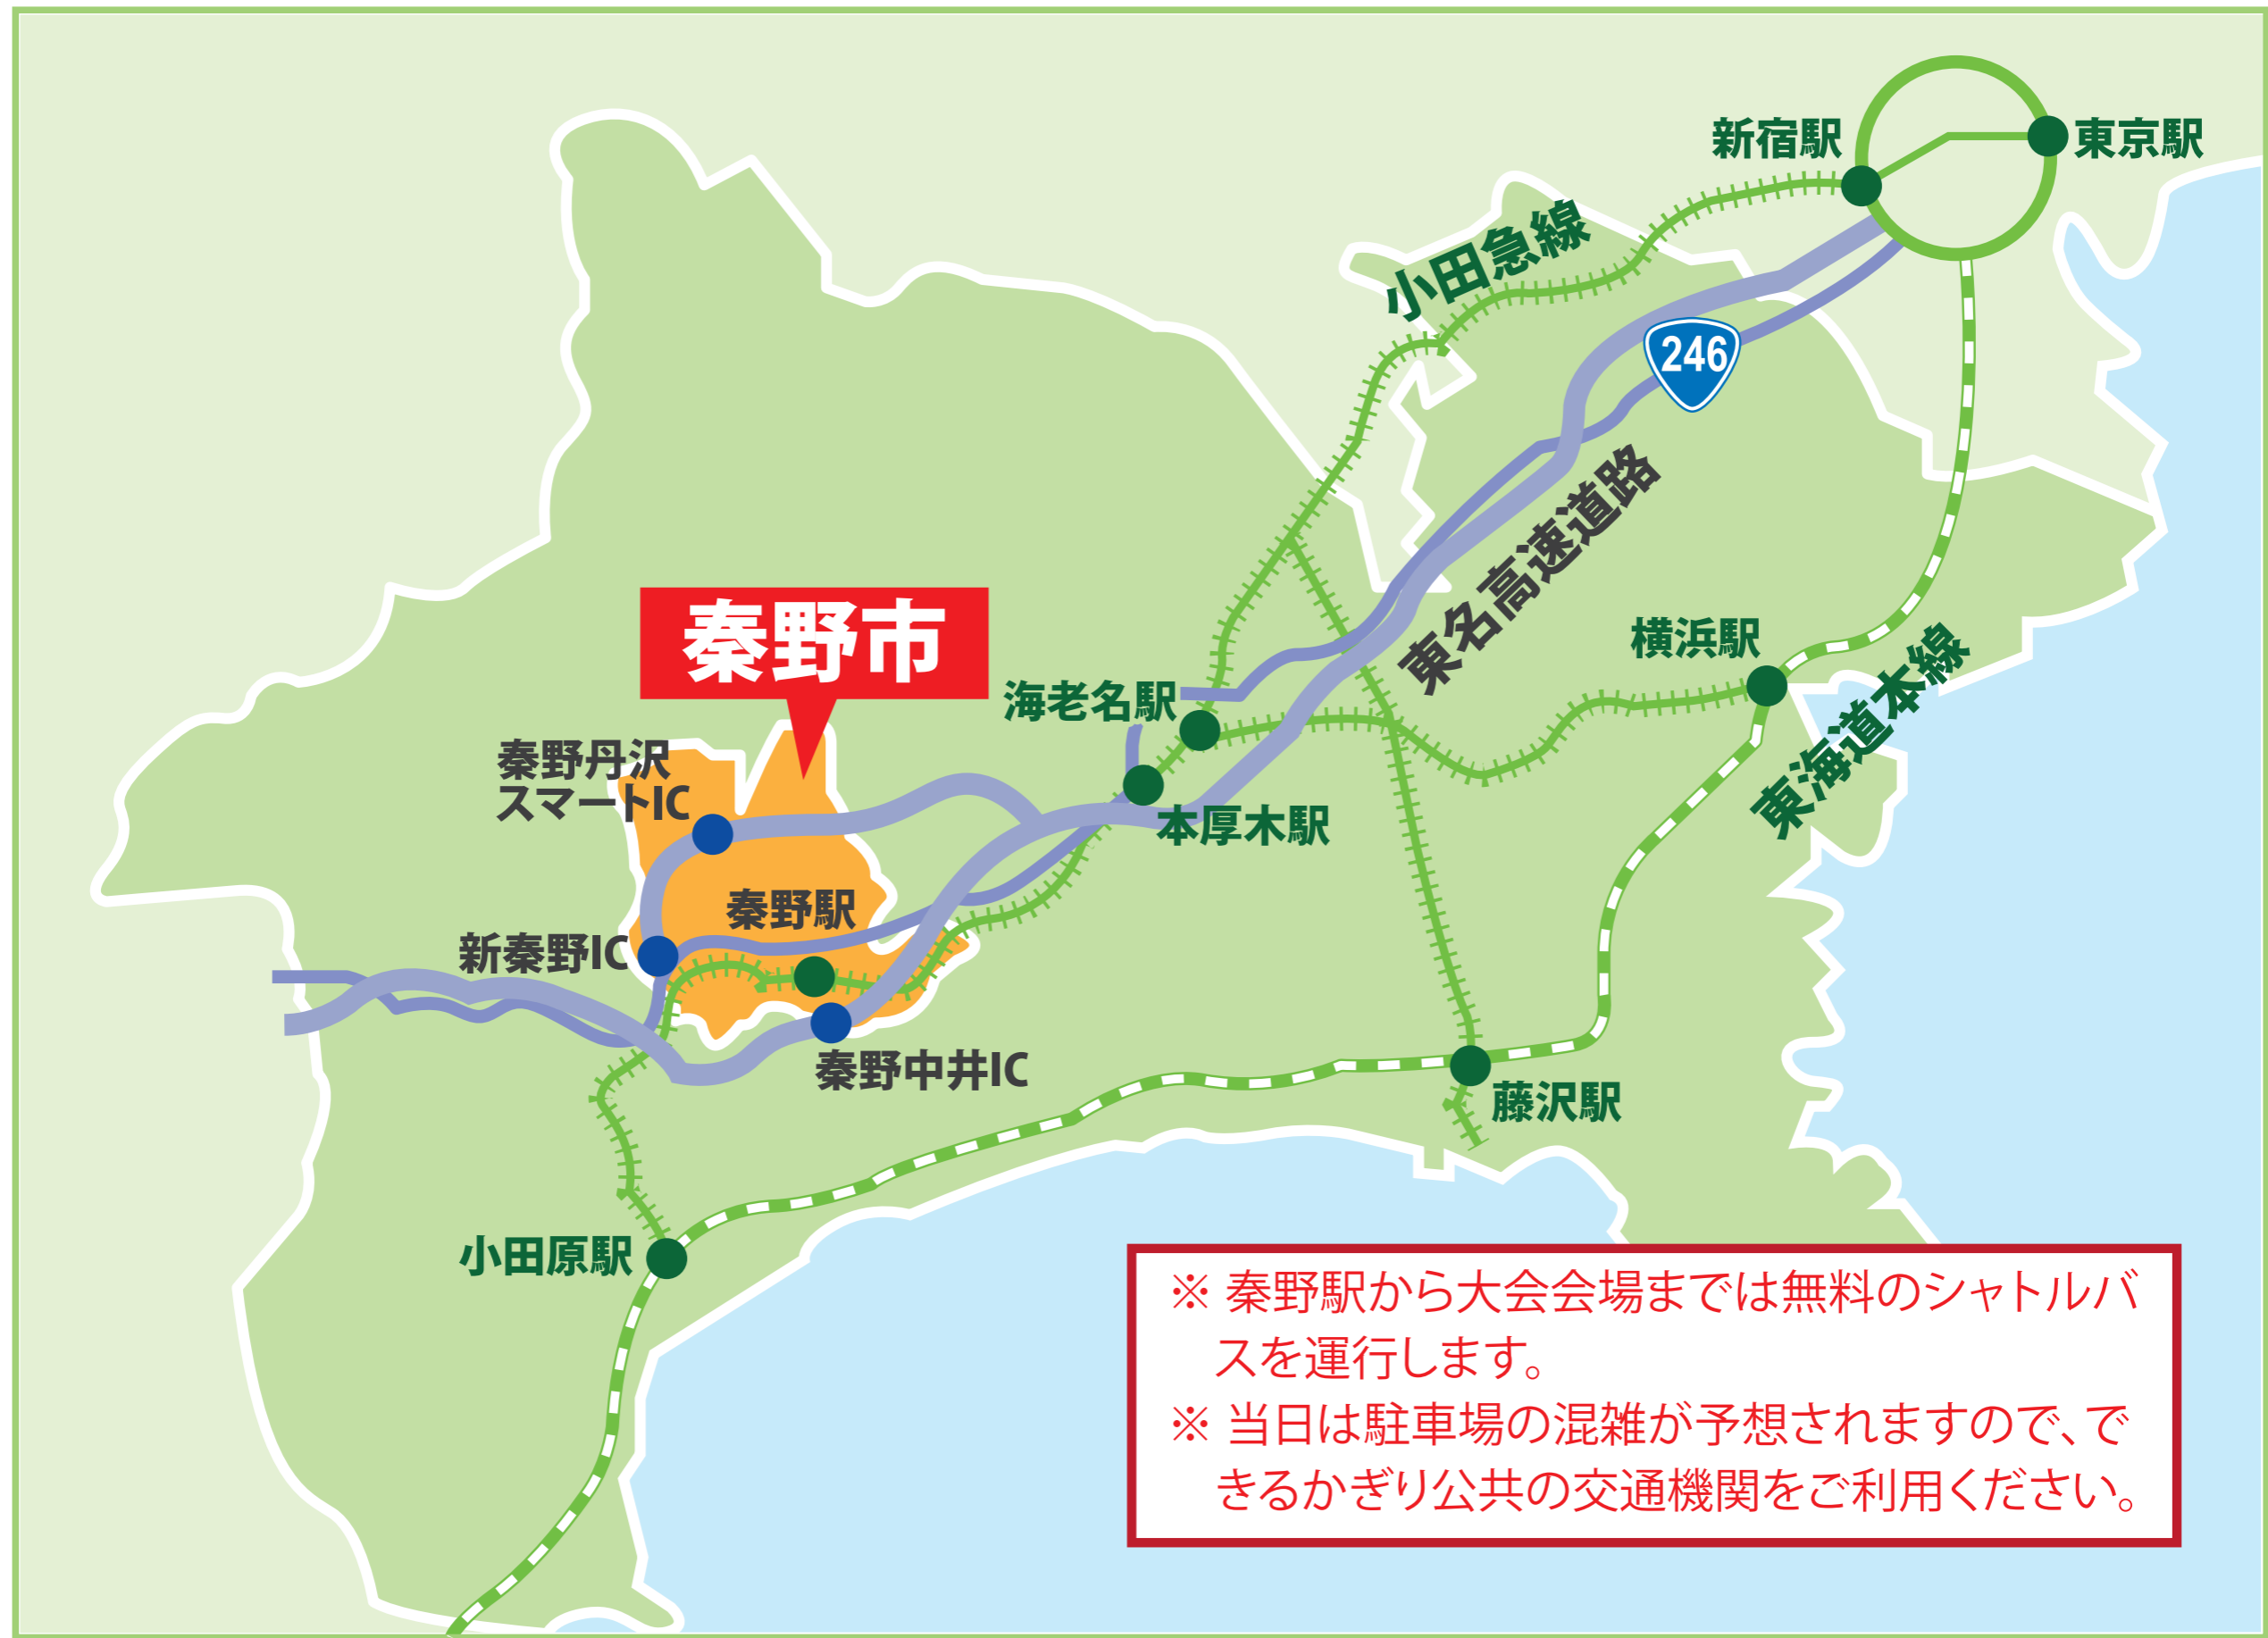 新宿駅
東京駅
小田急線
246
東名高速道路
秦野市
横浜駅
東海道本線
海老名駅
秦野丹沢
スマートIC
本厚木駅
秦野駅
新秦野IC
秦野中井IC
藤沢駅
小田原駅
※ 秦野駅から大会会場までは無料のシャトルバ
スを運行します。
※ 当日は駐車場の混雑が予想されますので、で
きるかぎり公共の交通機関をご利用ください。